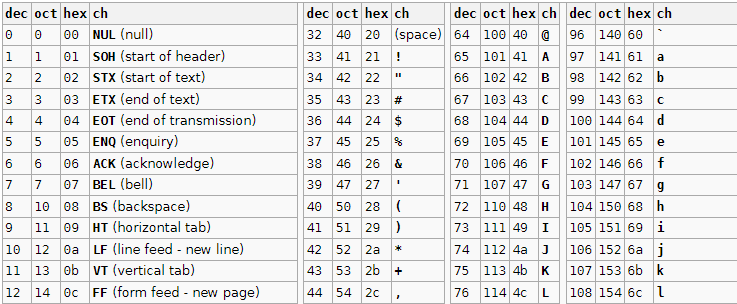 dec oct hex ch dec oct hex ch dec oct hex ch dec oct hex ch
0 0 00 NUL (null) 32 40 20 (space) 64 100 40 @ 96 140 60 `
1 1 01 SOH (start of header) 33 41 21 ! 65 101 41 A 97 141 61 a
2 2 02 STX (start of text) 34 42 22 " 66 102 42 B 98 142 62 b
3 3 03 ETX (end of text) 35 43 23 # 67 103 43 C 99 143 63 c
4 4 04 EOT (end of transmission) 36 44 24 $ 68 104 44 D 100 144 64 d
5 5 05 ENQ (enquiry) 37 45 25 % 69 105 45 E 101 145 65 e
6 6 06 ACK (acknowledge) 38 46 26 & 70 106 46 F 102 146 66 f
7 7 07 BEL (bell) 39 47 27 ' 71 107 47 G 103 147 67 g
8 10 08 BS (backspace) 40 50 28 ( 72 110 48 H 104 150 68 h
9 11 09 HT (horizontal tab) 41 51 29 ) 73 111 49 I 105 151 69 i
10 12 0a LF (line feed - new line) 42 52 2a * 74 112 4a J 106 152 6a j
11 13 0b VT (vertical tab) 43 53 2b + 75 113 4b K 107 153 6b k
12 14 0c FF (form feed - new page) 44 54 2c , 76 114 4c L 108 154 6c l